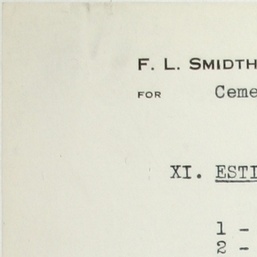 F. L. SMIDTH
FOR Ceme
XI. ESTI
1 -
2 -